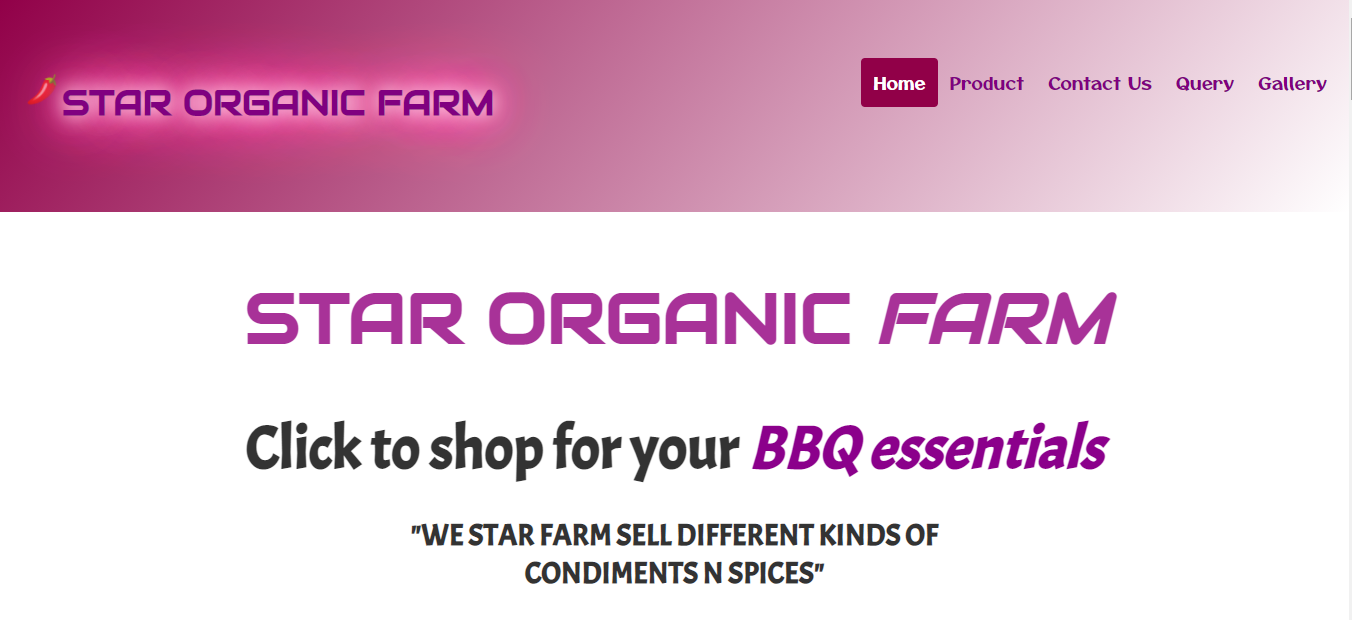 STAR ORGANIC FARM
Home Product Contact Us Query Gallery
STAR ORGANIC FARM
Click to shop for your BBQ essentials
"WE STAR FARM SELL DIFFERENT KINDS OF
CONDIMENTS N SPICES"